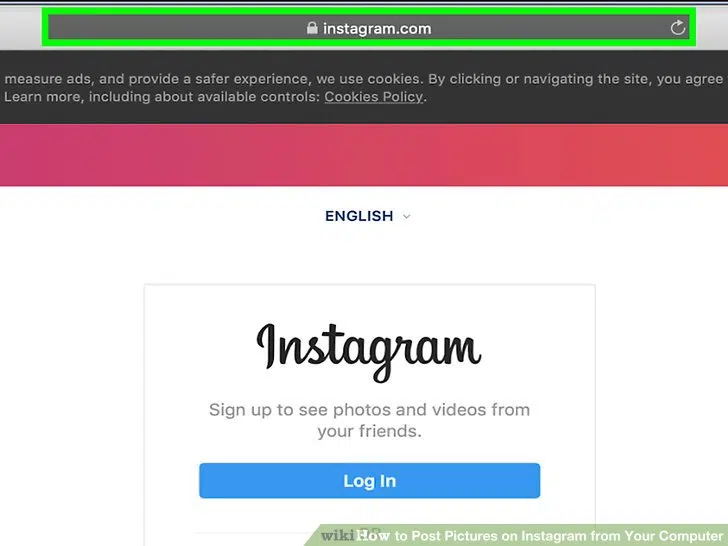 instagram.com
measure ads, and provide a safer experience, we use cookies. By clicking or navigating the site, you agree
Learn more, including about available controls: Cookies Policy.
ENGLISH
Instagram
Sign up to see photos and videos from
your friends.
Log In
wikiHow to Post Pictures on Instagram from Your Computer